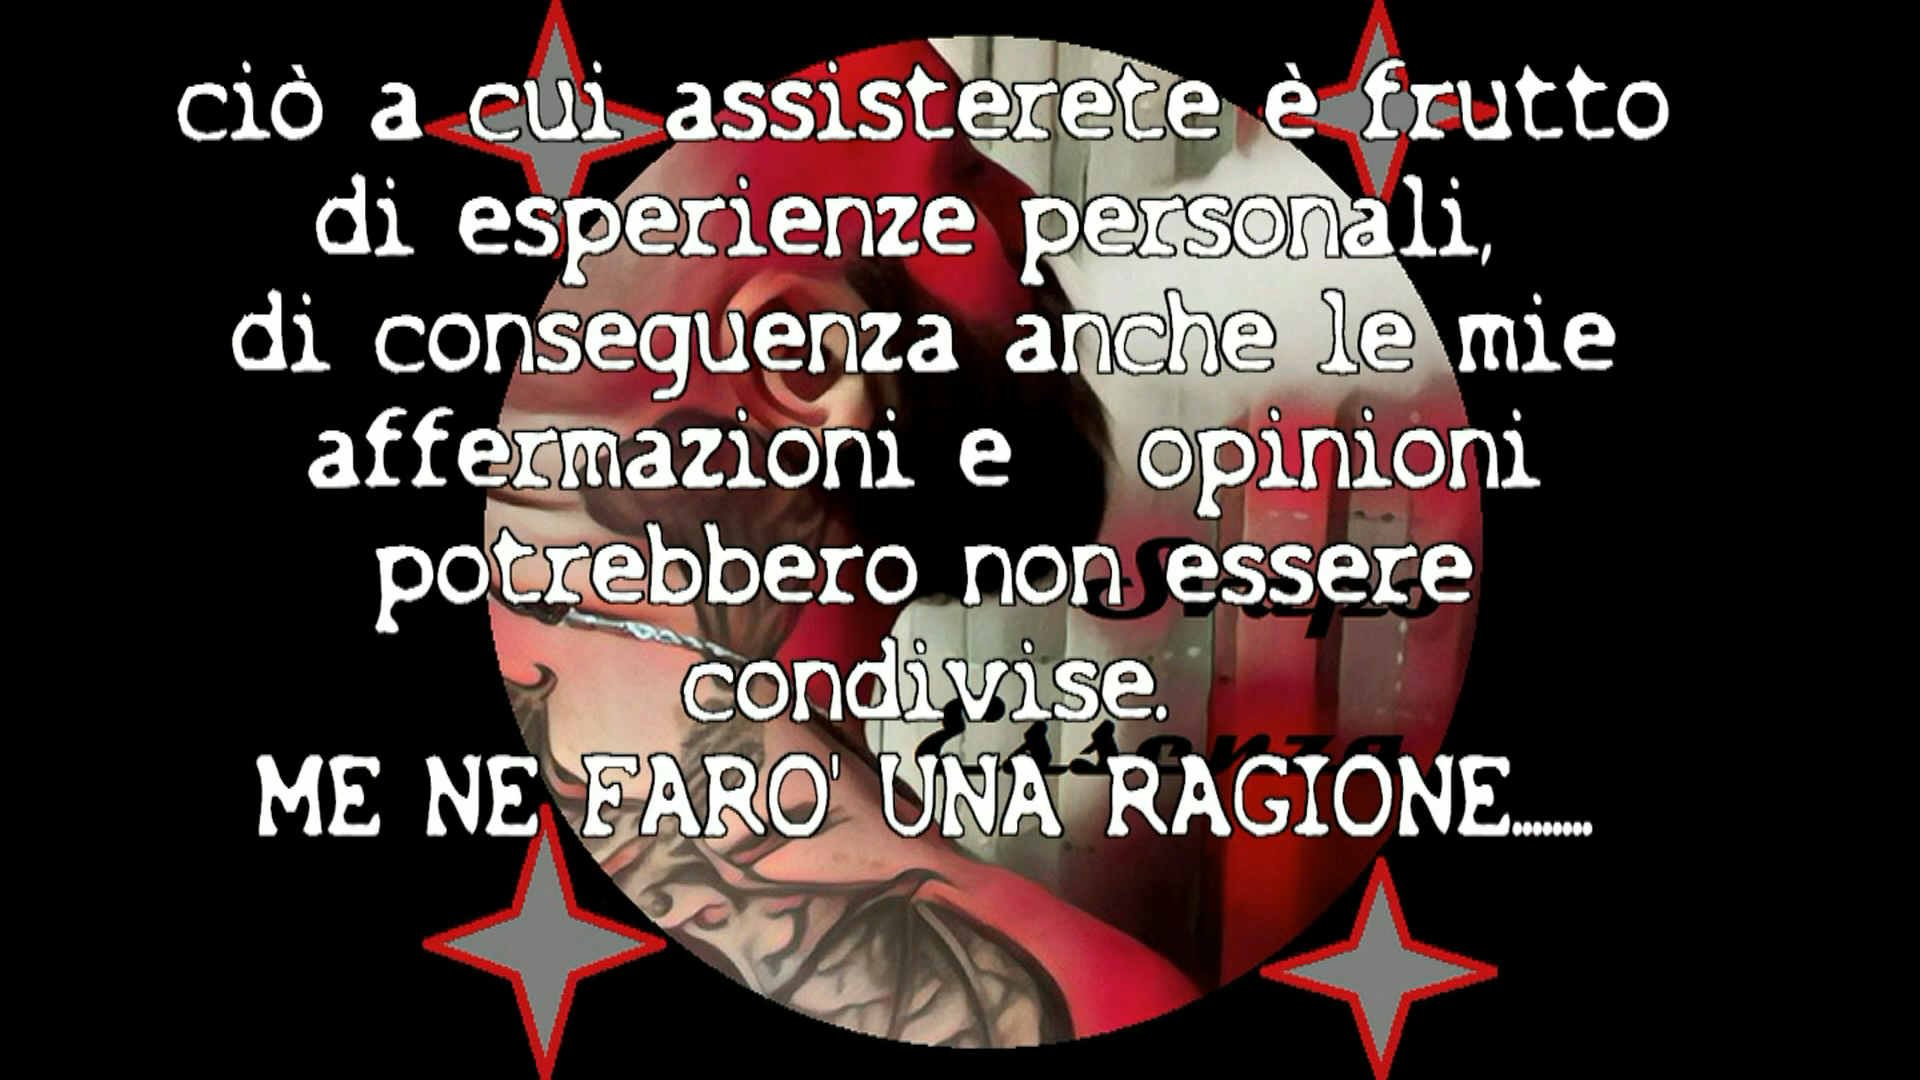 ciò a cui assisterete è frutto
di esperienze personali,
di conseguenza anche le mie
affermazioni e opinioni
potrebbero non essere
condivise.
Essenza
ME NE FARO' UNA RAGIONE........